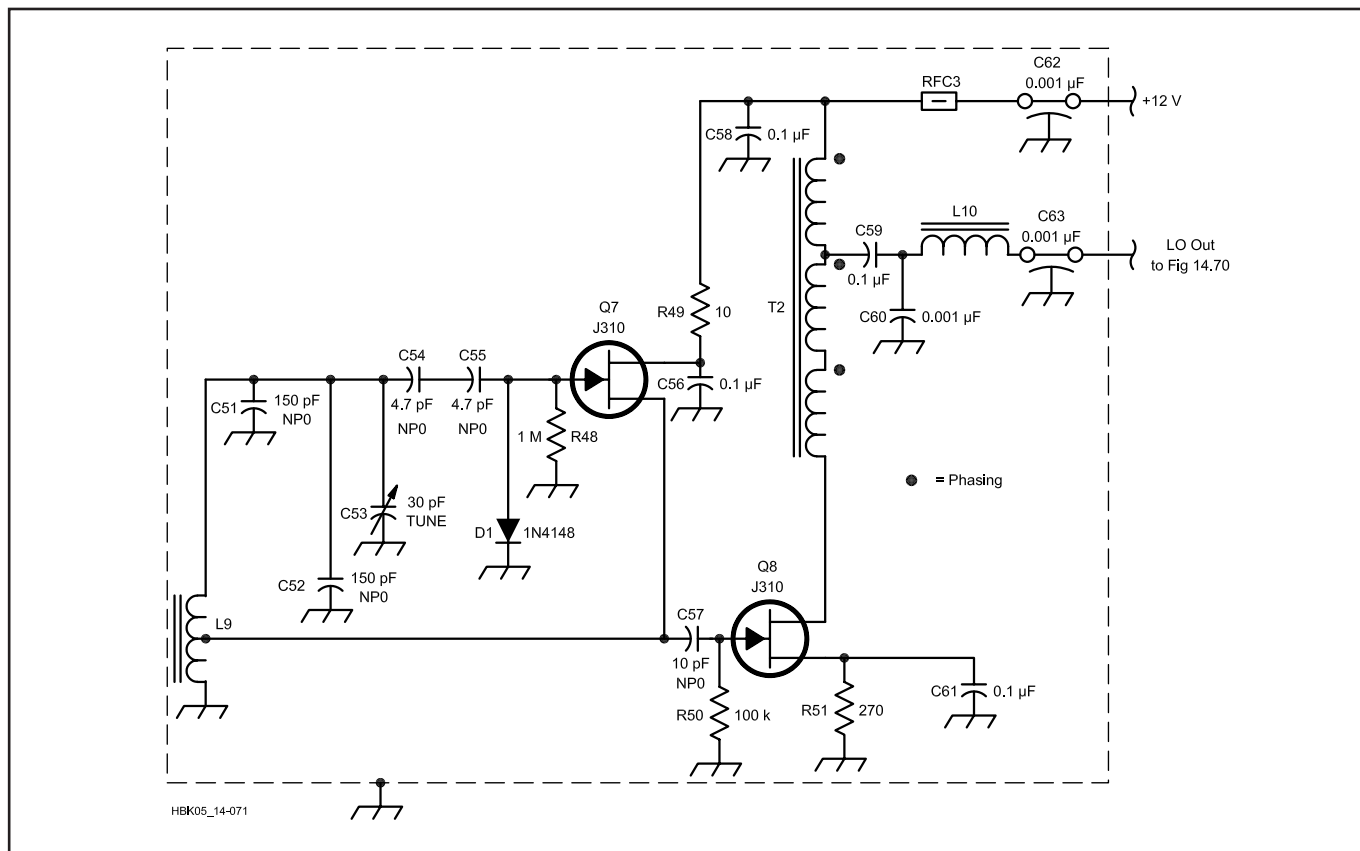 C62
0.001 µF
RFC3
+12 V
C58
0.1 µF
L10
C63
0.001 µF
C59
0.1 µF
LO Out
to Fig 14.70
T2
C60
0.001 µF
Q7
J310
R49
10
C54
4.7 pF
NP0
C55
4.7 pF
NP0
C56
0.1 µF
C51
150 pF
NP0
1 M
R48
C53
30 pF
TUNE
D1
1N4148
= Phasing
C52
150 pF
NP0
L9
Q8
J310
C57
10 pF
NP0
R50
100 k
R51
270
C61
0.1 µF
HBK05_14-071